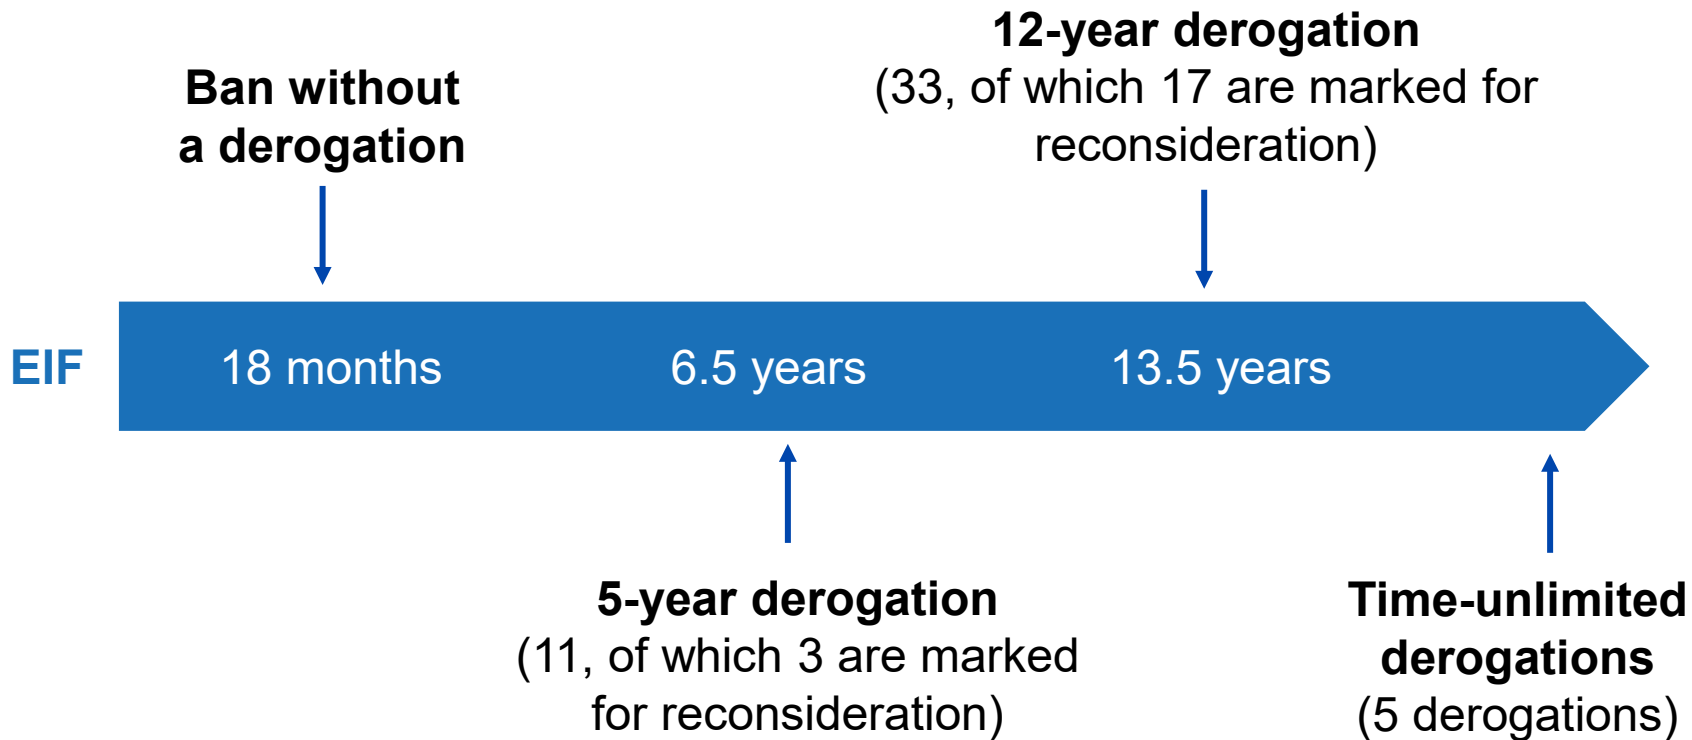 Ban without
a derogation
12-year derogation
(33, of which 17 are marked for
reconsideration)
EIF
18 months
6.5 years
13.5 years
5-year derogation
(11, of which 3 are marked
for reconsideration)
Time-unlimited
derogations
(5 derogations)